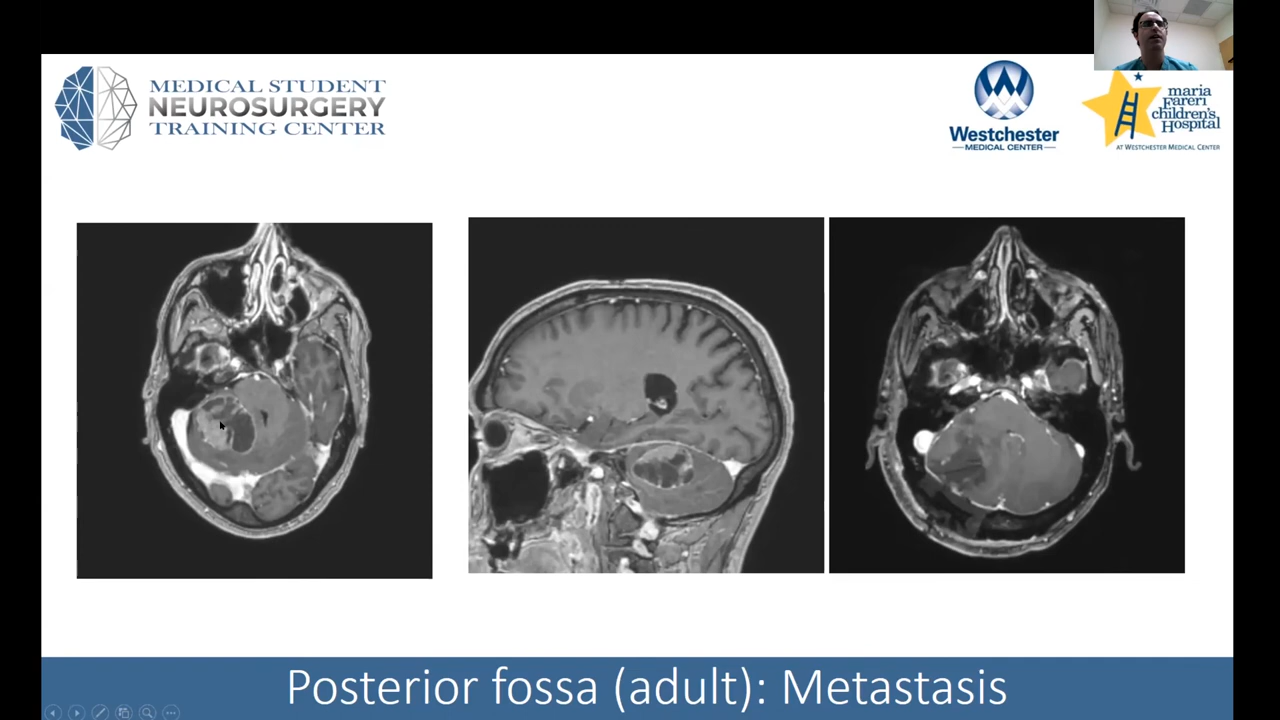 MEDICAL STUDENT
NEUROSURGERY
TRAINING CENTER
Westchester
MEDICAL CENTER
maria
fareri
children's
Hospital
AT WESTCHESTER MEDICAL CENTER
Posterior fossa (adult): Metastasis